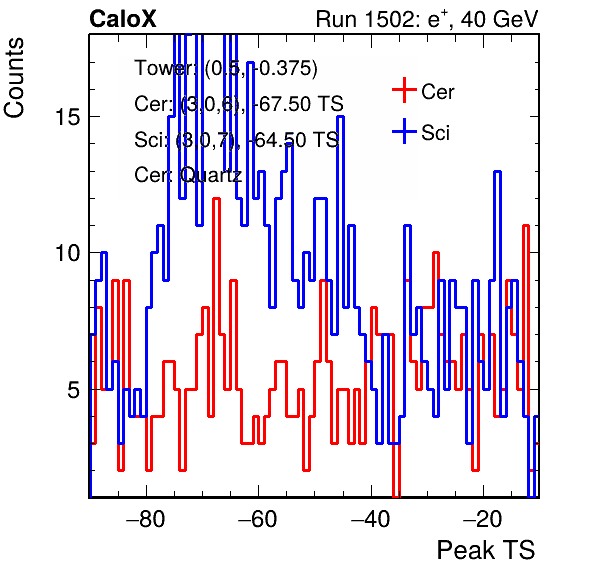 CaloX Run 1502: e⁺, 40 GeV
Counts
Tower: (0.5, -0.375)
Cer: (3,0,6), -67.50 TS
Sci: (3,0,7), -64.50 TS
Cer: Quartz
Cer
Sci
15
10
5
−80 −60 −40 −20
Peak TS